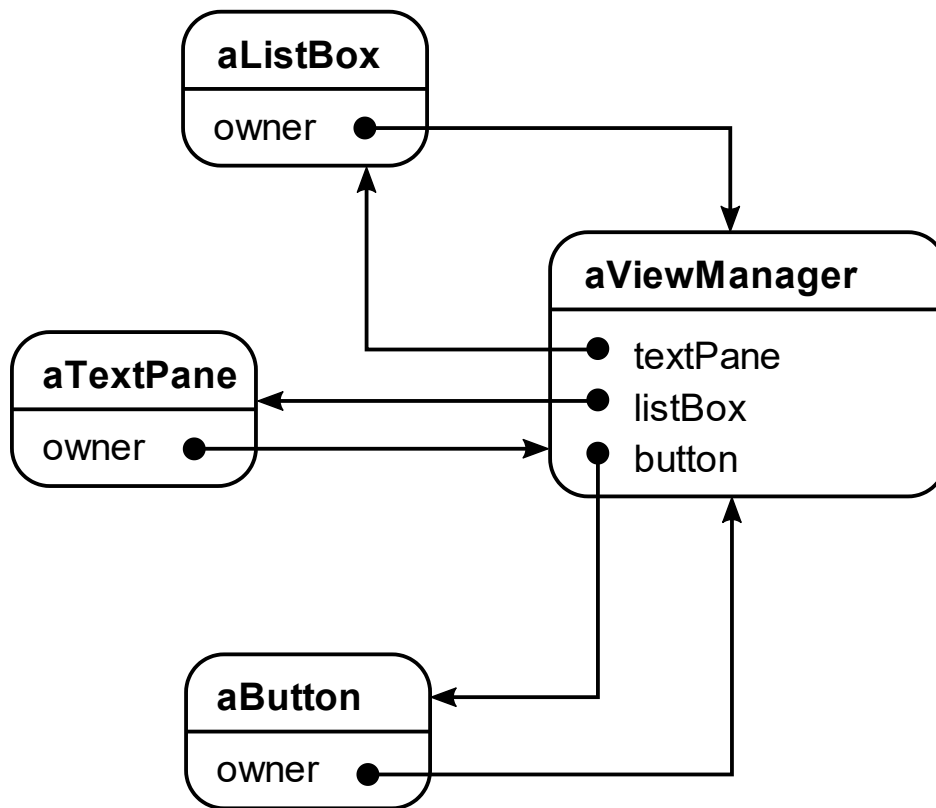 aListBox
owner
aViewManager
textPane
listBox
button
aTextPane
owner
aButton
owner